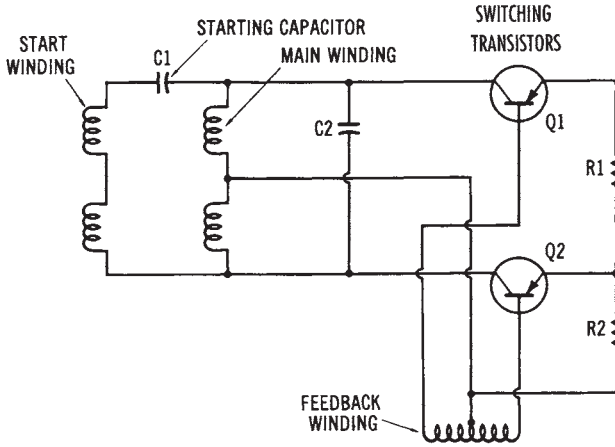 SWITCHING
TRANSISTORS
STARTING CAPACITOR
START
WINDING
C1
MAIN WINDING
C2
Q1
R1
Q2
R2
FEEDBACK
WINDING